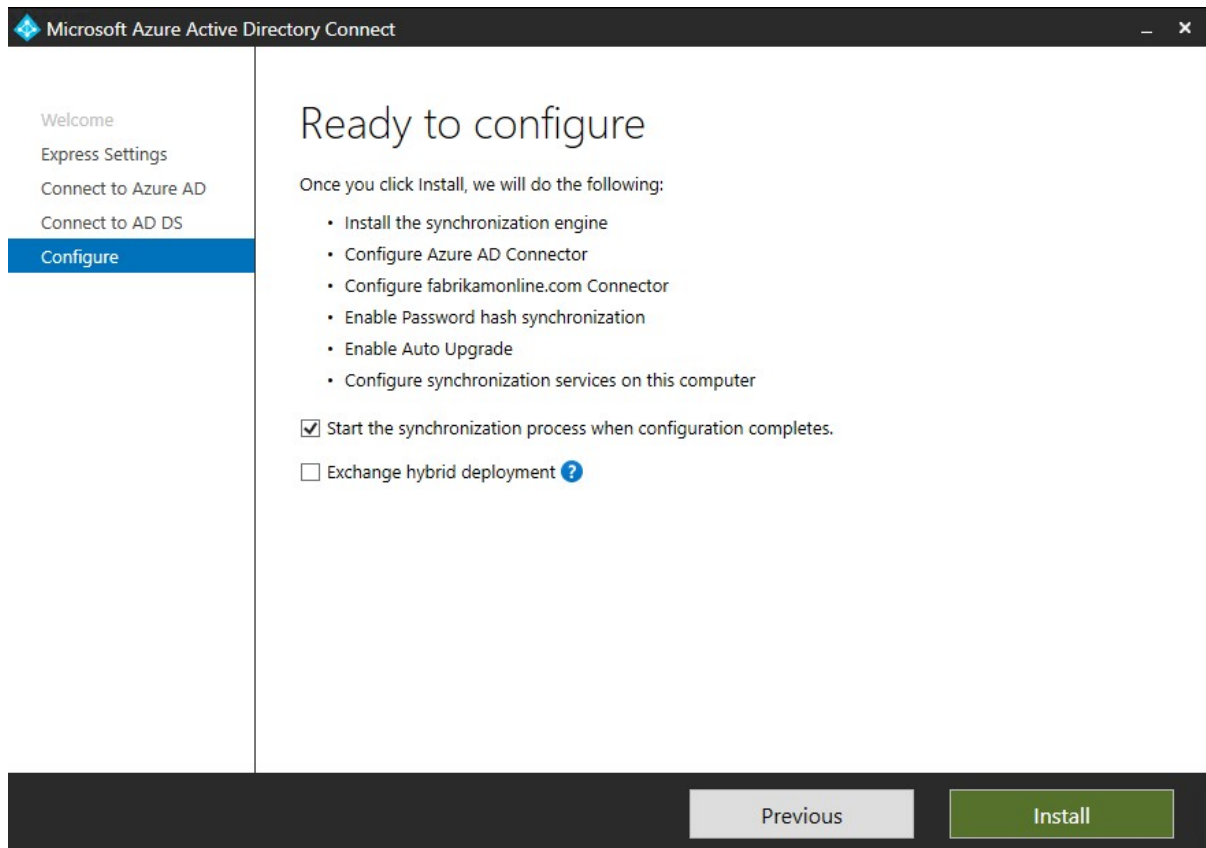 Microsoft Azure Active Directory Connect
Welcome
Express Settings
Connect to Azure AD
Connect to AD DS
Configure
Ready to configure
Once you click Install, we will do the following:
• Install the synchronization engine
• Configure Azure AD Connector
• Configure fabrikamonline.com Connector
• Enable Password hash synchronization
• Enable Auto Upgrade
• Configure synchronization services on this computer
Start the synchronization process when configuration completes.
Exchange hybrid deployment ?
Previous
Install